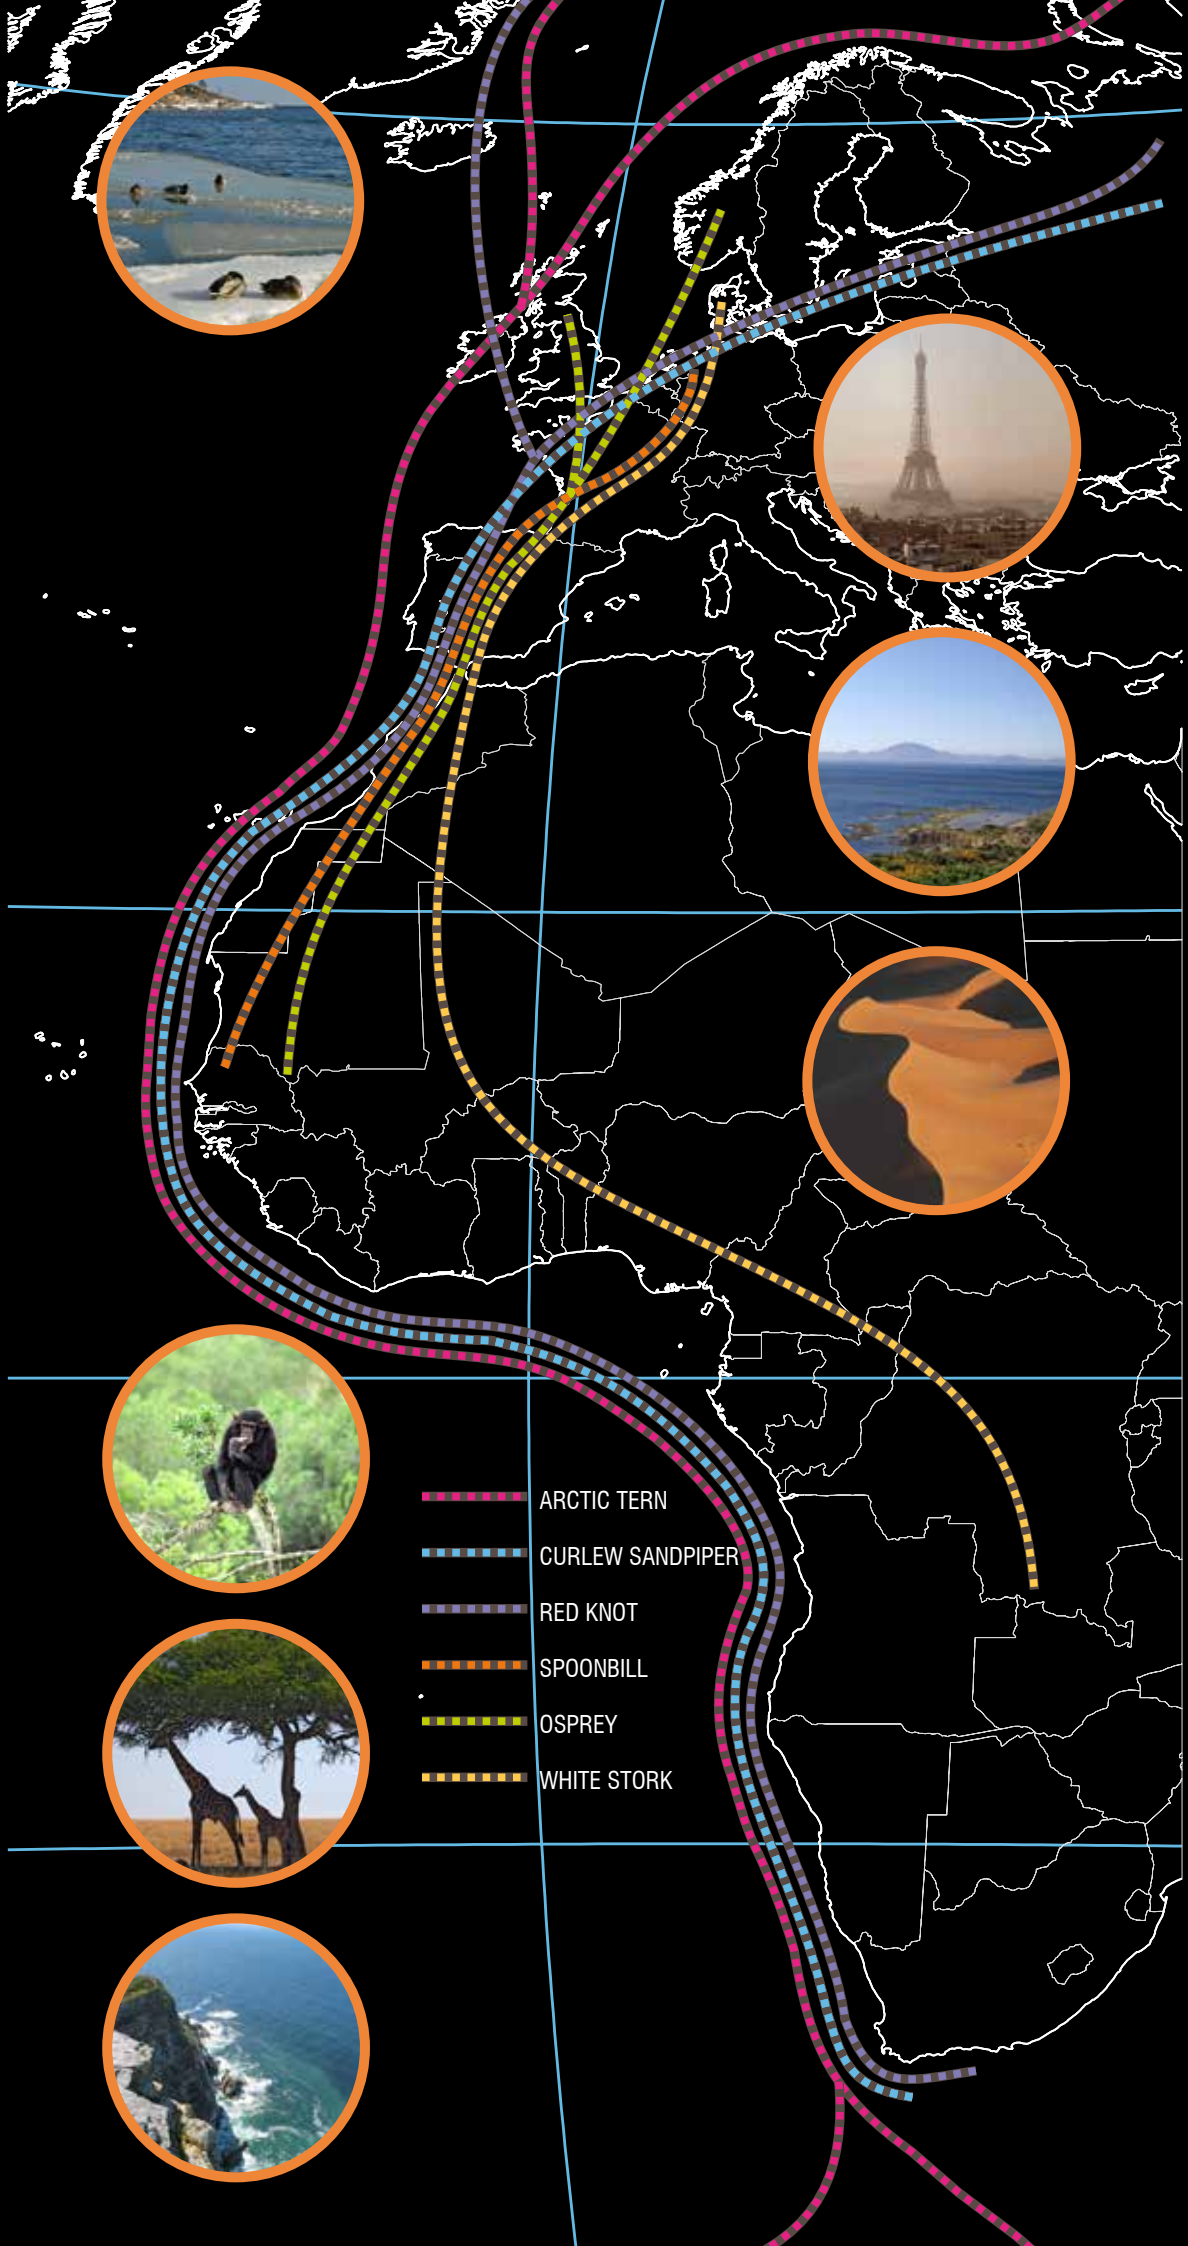 ARCTIC TERN
CURLEW SANDPIPER
RED KNOT
SPOONBILL
OSPREY
WHITE STORK